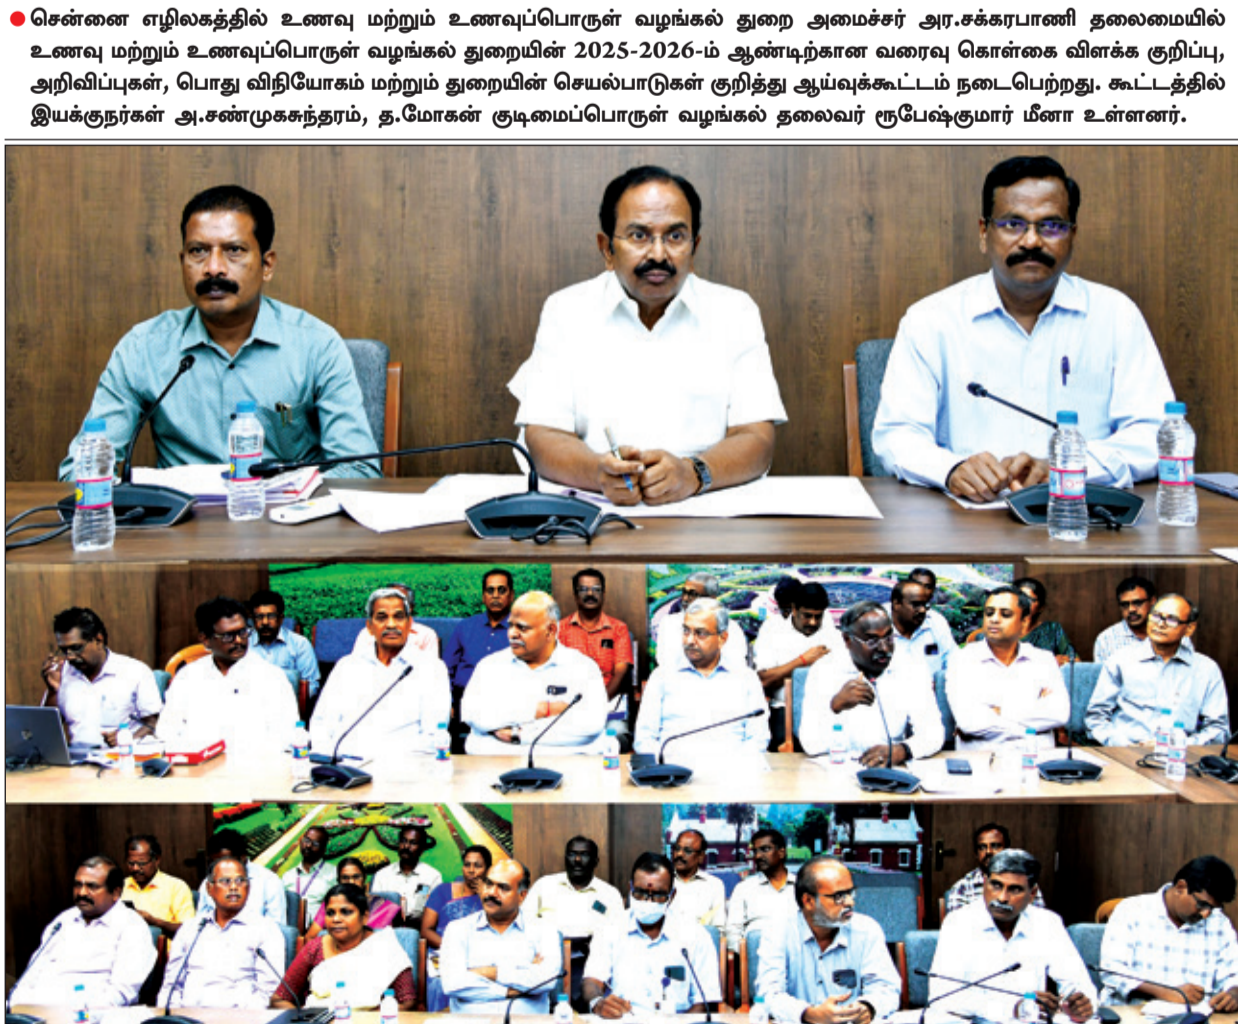 சென்னை எழிலகத்தில் உணவு மற்றும் உணவுப்பொருள் வழங்கல் துறை அமைச்சர் அர.சக்கரபாணி தலைமையில்
உணவு மற்றும் உணவுப்பொருள் வழங்கல் துறையின் 2025-2026-ம் ஆண்டிற்கான வரைவு கொள்கை விளக்க குறிப்பு,
அறிவிப்புகள், பொது விநியோகம் மற்றும் துறையின் செயல்பாடுகள் குறித்து ஆய்வுக்கூட்டம் நடைபெற்றது. கூட்டத்தில்
இயக்குநர்கள் அ.சண்முகசுந்தரம், த.மோகன் குடிமைப்பொருள் வழங்கல் தலைவர் ரூபேஷ்குமார் மீனா உள்ளனர்.